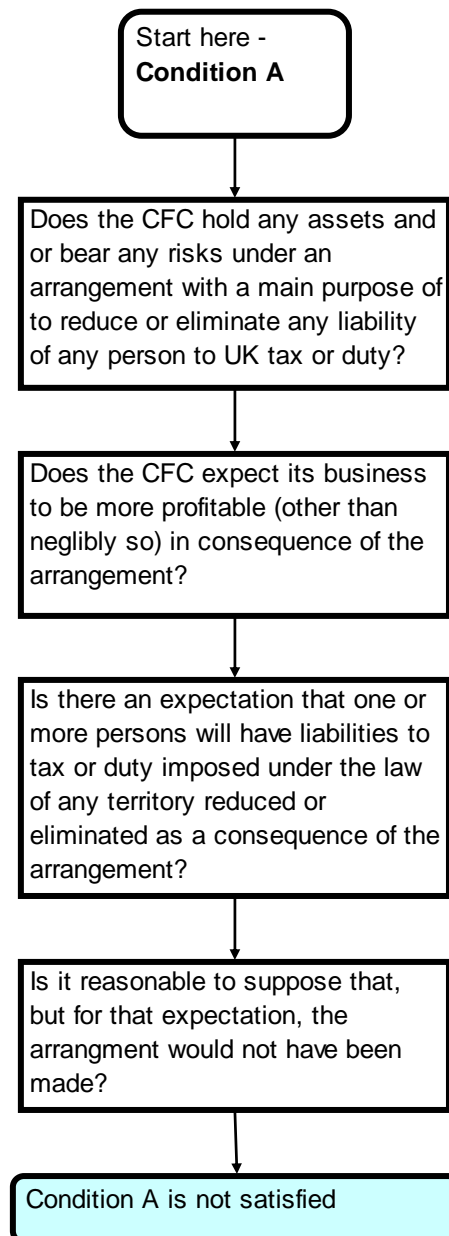 Start here -
Condition A
Does the CFC hold any assets and
or bear any risks under an
arrangement with a main purpose of
to reduce or eliminate any liability
of any person to UK tax or duty?
Does the CFC expect its business
to be more profitable (other than
neglibly so) in consequence of the
arrangement?
Is there an expectation that one or
more persons will have liabilities to
tax or duty imposed under the law
of any territory reduced or
eliminated as a consequence of the
arrangement?
Is it reasonable to suppose that,
but for that expectation, the
arrangment would not have been
made?
Condition A is not satisfied